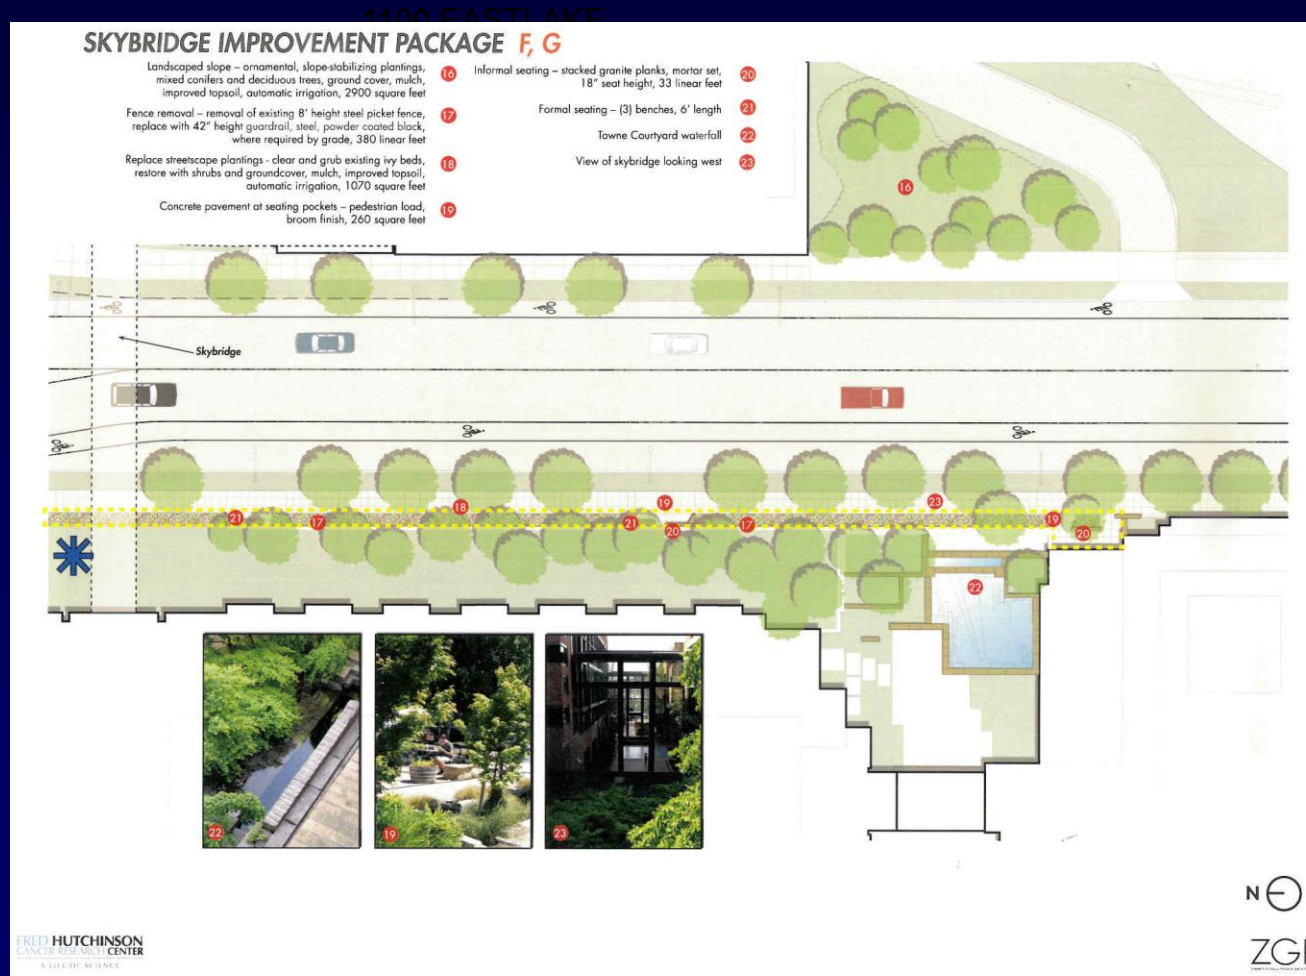 1100 EASTLAKE
SKYBRIDGE IMPROVEMENT PACKAGE F, G
Landscaped slope – ornamental, slope-stabilizing plantings,
mixed conifers and deciduous trees, ground cover, mulch,
improved topsoil, automatic irrigation, 2900 square feet
16
Fence removal – removal of existing 8' height steel picket fence,
replace with 42" height guardrail, steel, powder coated black,
where required by grade, 380 linear feet
17
Replace streetscape plantings - clear and grub existing ivy beds,
restore with shrubs and groundcover, mulch, improved topsoil,
automatic irrigation, 1070 square feet
18
Concrete pavement at seating pockets – pedestrian load,
broom finish, 260 square feet
19
Informal seating – stacked granite planks, mortar set,
18" seat height, 33 linear feet
20
Formal seating – (3) benches, 6' length
21
Towne Courtyard waterfall
22
View of skybridge looking west
23
16
Skybridge
18
19
23
21
17
21
20
17
19
20
22
22
19
23
N
FRED HUTCHINSON
CANCER RESEARCH CENTER
A LIFE OF SCIENCE
ZGF